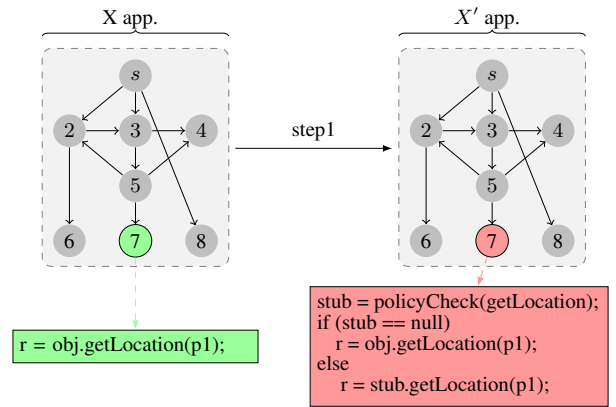 X app.
X′ app.
s
2 3 4
5
6 7 8
step1
s
2 3 4
5
6 7 8
r = obj.getLocation(p1);
stub = policyCheck(getLocation);
if (stub == null)
r = obj.getLocation(p1);
else
r = stub.getLocation(p1);